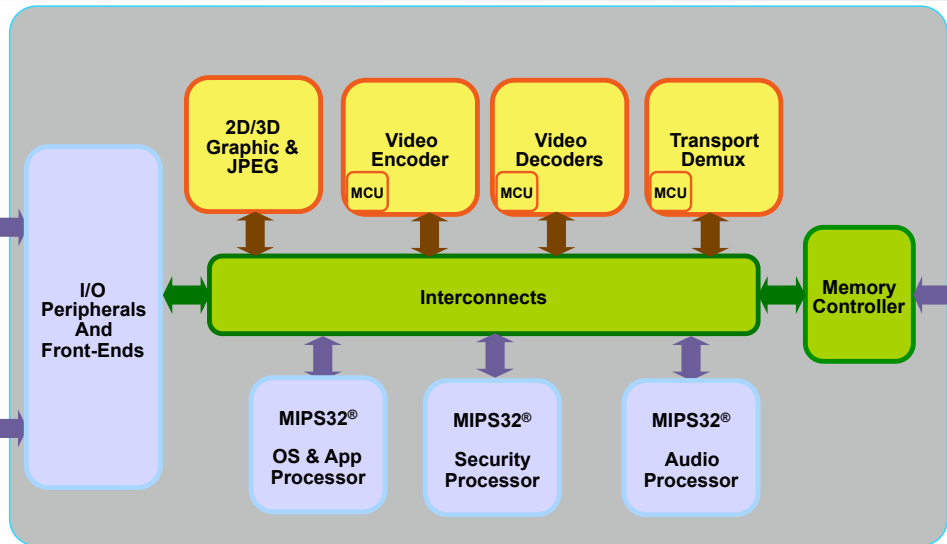 2D/3D
Graphic &
JPEG
Video
Encoder
MCU
Video
Decoders
MCU
Transport
Demux
MCU
I/O
Peripherals
And
Front-Ends
Interconnects
Memory
Controller
MIPS32®
OS & App
Processor
MIPS32®
Security
Processor
MIPS32®
Audio
Processor